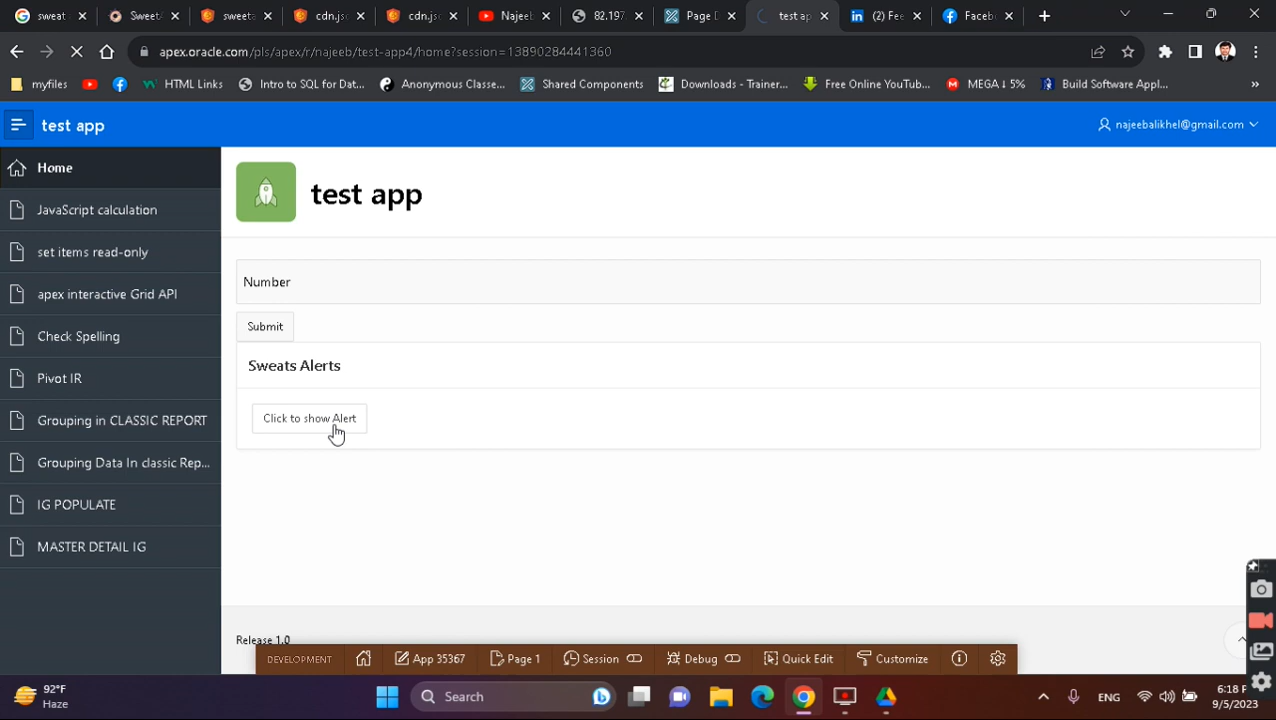 sweat
SweetA
sweeta
cdn.jsd
cdn.jsd
Najeeb
82.197
Page D
test ap
(2) Fee
Facebo
apex.oracle.com/pls/apex/r/najeeb/test-app4/home?session=13890284441360
myfiles
HTML Links
Intro to SQL for Dat...
Anonymous Classe...
Shared Components
Downloads - Trainer...
Free Online YouTub...
MEGA ↓ 5%
Build Software Appl...
»
test app
najeebalikhel@gmail.com
Home
test app
JavaScript calculation
set items read-only
Number
apex interactive Grid API
Submit
Check Spelling
Sweats Alerts
Pivot IR
Click to show Alert
Grouping in CLASSIC REPORT
Grouping Data In classic Rep...
IG POPULATE
MASTER DETAIL IG
Release 1.0
DEVELOPMENT
App 35367
Page 1
Session
Debug
Quick Edit
Customize
92°F
Haze
Search
ENG
6:18 P
9/5/2023